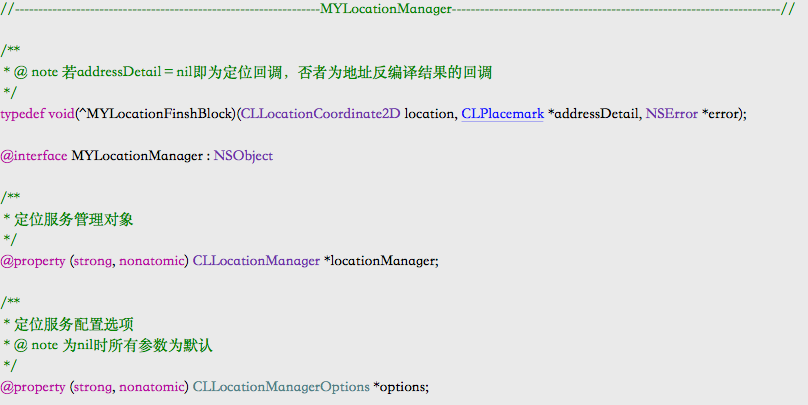 //-----------------------------------------------------------------MYLocationManager----------------------------------------------------------------------//
/**
* @ note 若addressDetail＝nil即为定位回调，否者为地址反编译结果的回调
*/
typedef void(^MYLocationFinshBlock)(CLLocationCoordinate2D location, CLPlacemark *addressDetail, NSError *error);
@interface MYLocationManager : NSObject
/**
* 定位服务管理对象
*/
@property (strong, nonatomic) CLLocationManager *locationManager;
/**
* 定位服务配置选项
* @ note 为nil时所有参数为默认
*/
@property (strong, nonatomic) CLLocationManagerOptions *options;